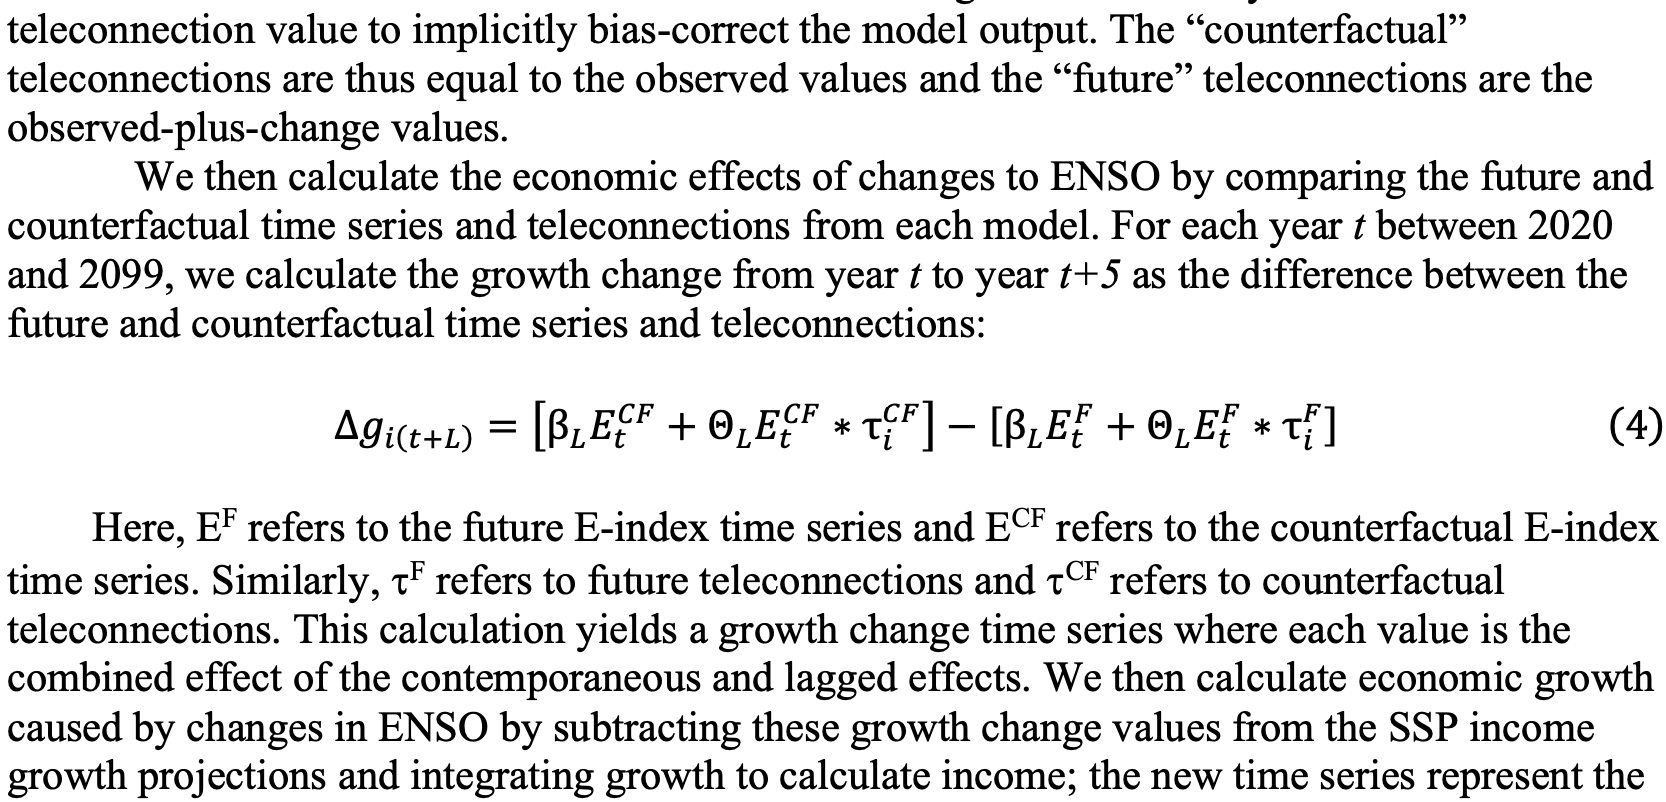 teleconnection value to implicitly bias-correct the model output. The “counterfactual”
teleconnections are thus equal to the observed values and the “future” teleconnections are the
observed-plus-change values.
We then calculate the economic effects of changes to ENSO by comparing the future and
counterfactual time series and teleconnections from each model. For each year t between 2020
and 2099, we calculate the growth change from year t to year t+5 as the difference between the
future and counterfactual time series and teleconnections:
Δg_{i(t+L)} = [β_L E_t^{CF} + Θ_L E_t^{CF} * τ_i^{CF}] − [β_L E_t^F + Θ_L E_t^F * τ_i^F] (4)
Here, E^F refers to the future E-index time series and E^{CF} refers to the counterfactual E-index
time series. Similarly, τ^F refers to future teleconnections and τ^{CF} refers to counterfactual
teleconnections. This calculation yields a growth change time series where each value is the
combined effect of the contemporaneous and lagged effects. We then calculate economic growth
caused by changes in ENSO by subtracting these growth change values from the SSP income
growth projections and integrating growth to calculate income; the new time series represent the